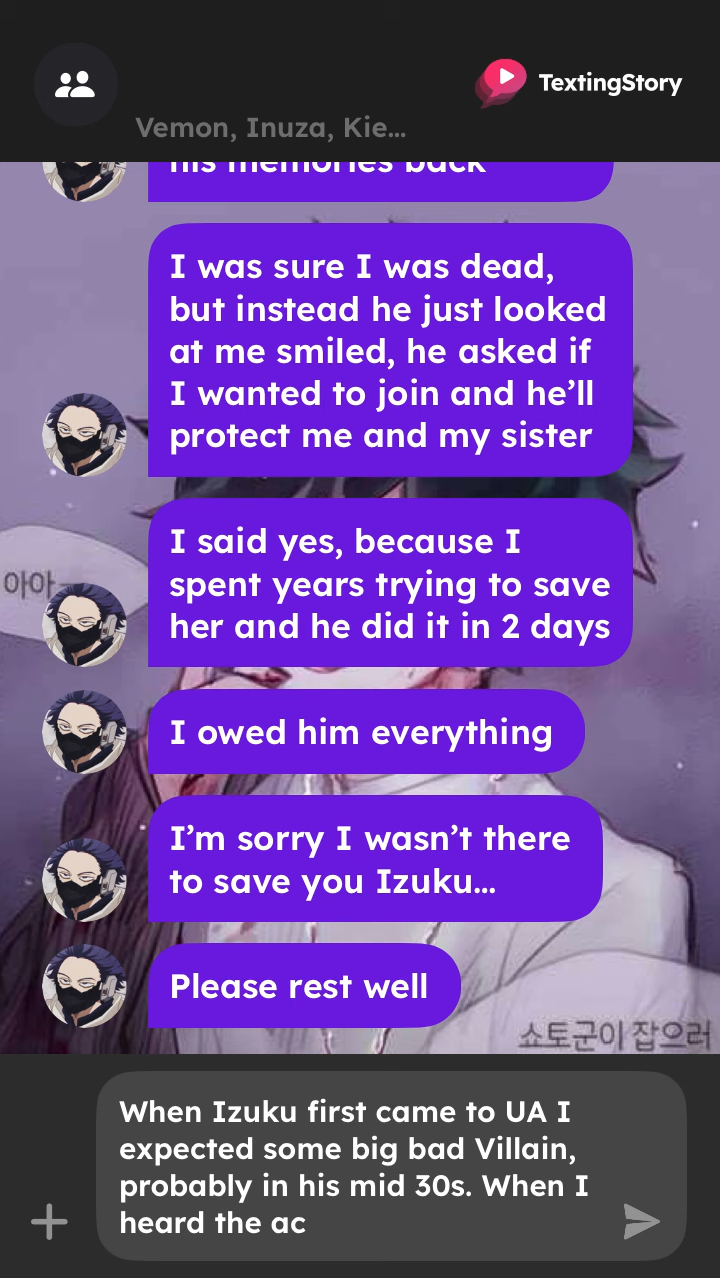 TextingStory
Vemon, Inuza, Kie...
his memories back
I was sure I was dead,
but instead he just looked
at me smiled, he asked if
I wanted to join and he’ll
protect me and my sister
I said yes, because I
spent years trying to save
her and he did it in 2 days
아아
I owed him everything
I’m sorry I wasn’t there
to save you Izuku...
Please rest well
쇼토군이 잡으러
When Izuku first came to UA I
expected some big bad Villain,
probably in his mid 30s. When I
heard the ac